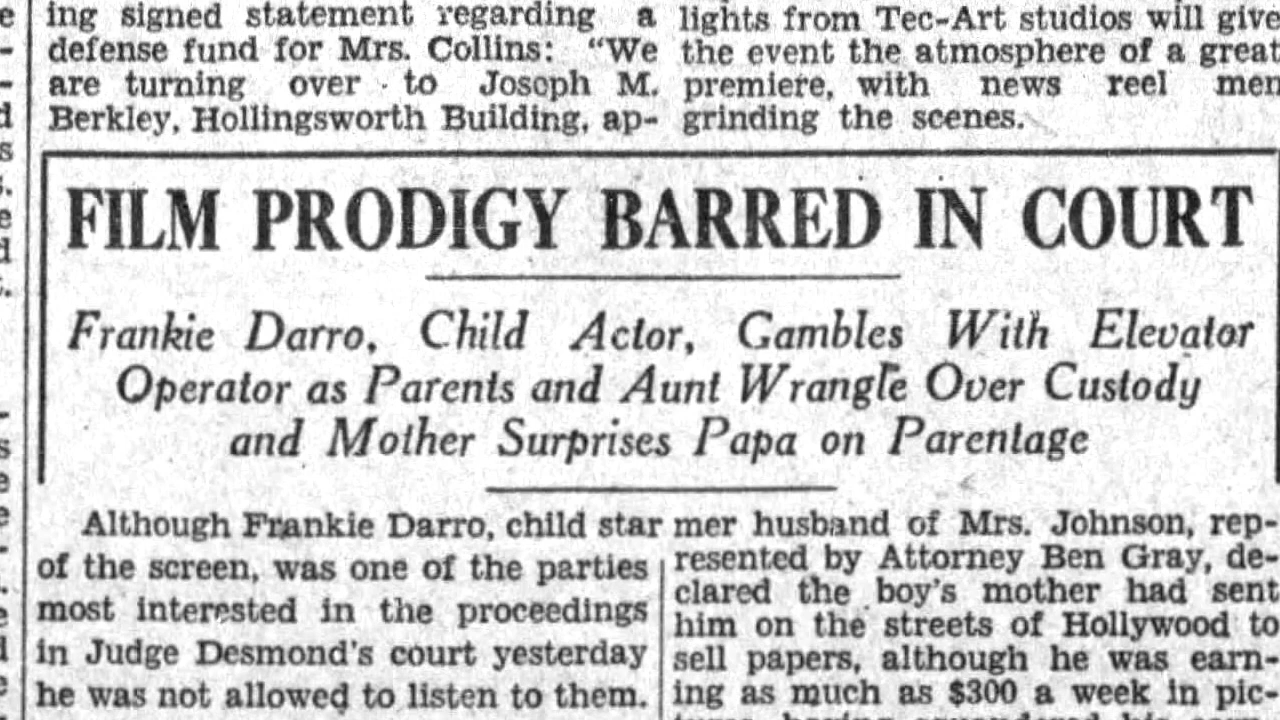 ing signed statement regarding a
defense fund for Mrs. Collins: "We
are turning over to Joseph M.
Berkley, Hollingsworth Building, ap-
lights from Tec-Art studios will give
the event the atmosphere of a great
premiere, with news reel men
grinding the scenes.
FILM PRODIGY BARRED IN COURT
Frankie Darro, Child Actor, Gambles With Elevator
Operator as Parents and Aunt Wrangle Over Custody
and Mother Surprises Papa on Parentage
Although Frankie Darro, child star
of the screen, was one of the parties
most interested in the proceedings
in Judge Desmond's court yesterday
he was not allowed to listen to them.
mer husband of Mrs. Johnson, rep-
resented by Attorney Ben Gray, de-
clared the boy's mother had sent
him on the streets of Hollywood to
sell papers, although he was earn-
ing as much as $300 a week in pic-